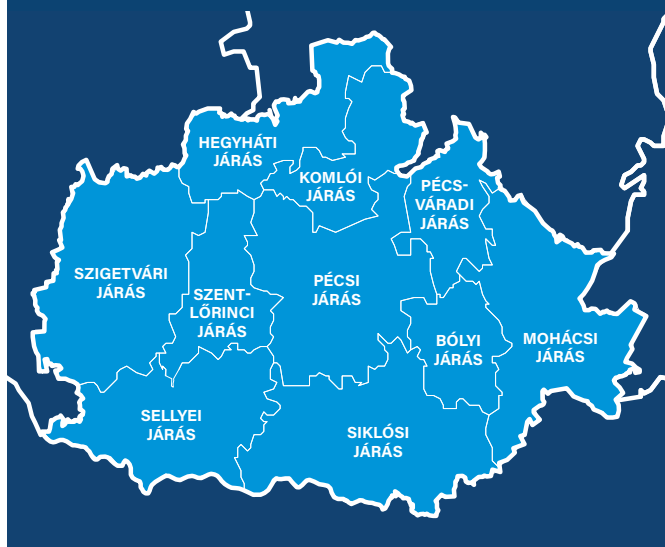 HEGYHÁTI
JÁRÁS
KOMLÓI
JÁRÁS
PÉCS-
VÁRADI
JÁRÁS
SZIGETVÁRI
JÁRÁS
SZENT-
LŐRINCI
JÁRÁS
PÉCSI
JÁRÁS
BÓLYI
JÁRÁS
MOHÁCSI
JÁRÁS
SELLYEI
JÁRÁS
SIKLÓSI
JÁRÁS